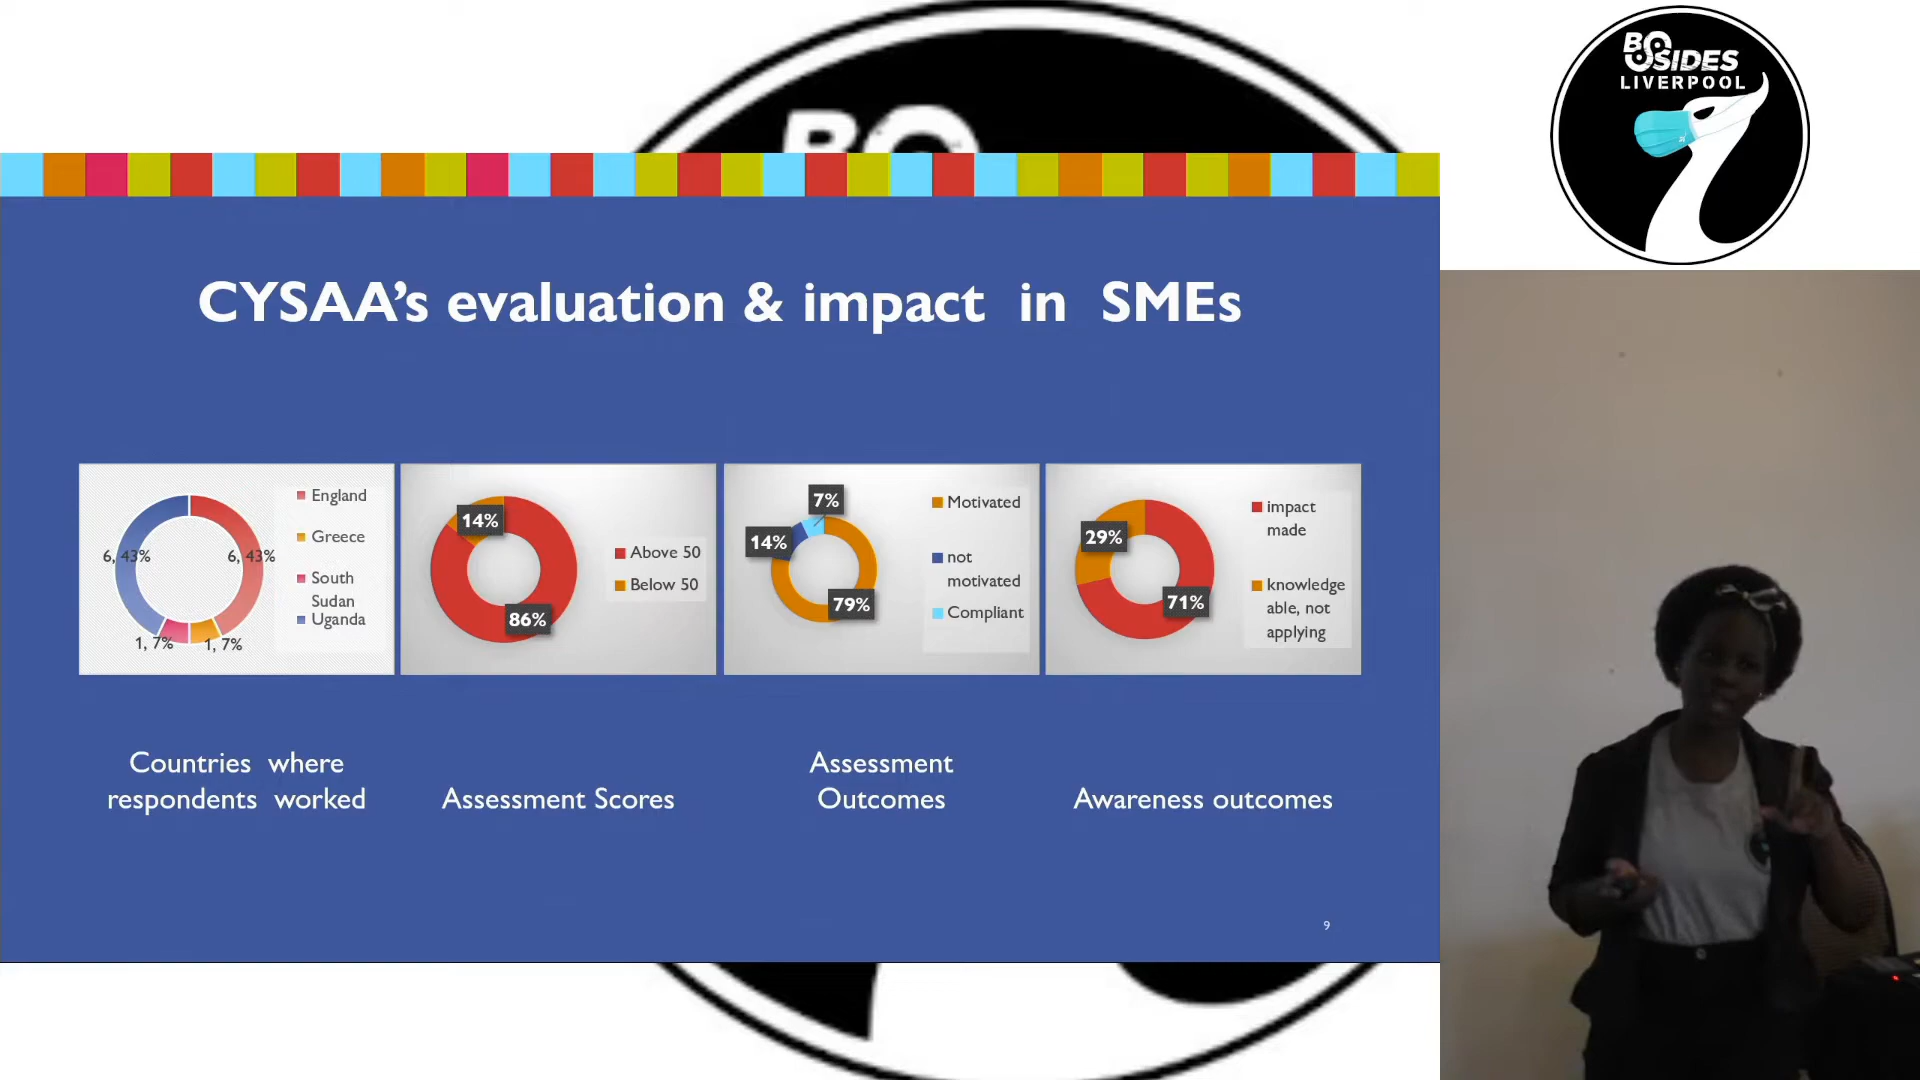 BSIDES
LIVERPOOL
CYSAA's evaluation & impact in SMEs
6, 43%
6, 43%
1, 7%
1, 7%
England
Greece
South
Sudan
Uganda
14%
86%
Above 50
Below 50
7%
14%
79%
Motivated
not
motivated
Compliant
29%
71%
impact
made
knowledge
able, not
applying
Countries where
respondents worked
Assessment Scores
Assessment
Outcomes
Awareness outcomes
9